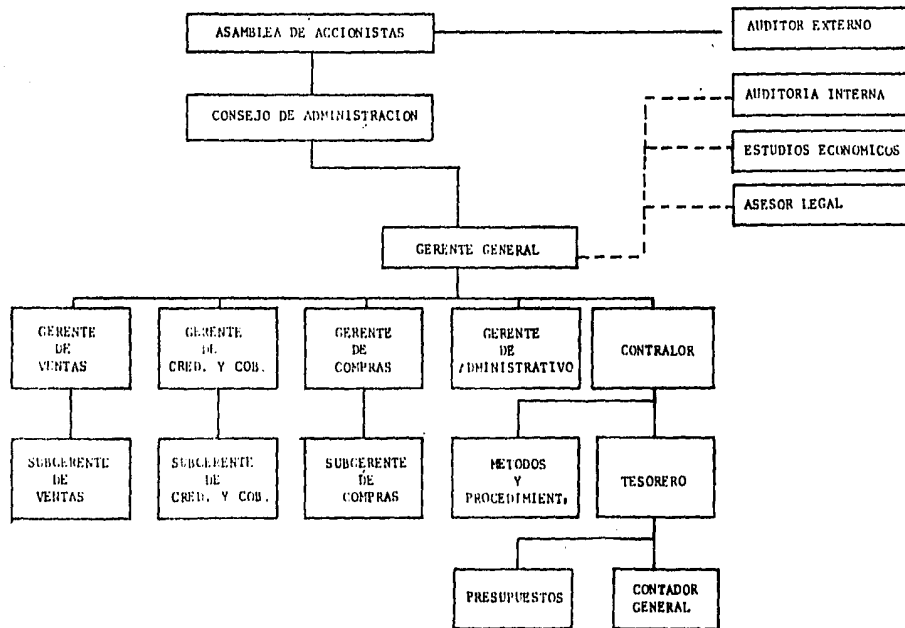 ASAMBLEA DE ACCIONISTAS
AUDITOR EXTERNO
AUDITORIA INTERNA
CONSEJO DE ADMINISTRACION
ESTUDIOS ECONOMICOS
ASESOR LEGAL
GERENTE GENERAL
GERENTE
DE
VENTAS
GERENTE
DE
CRED. Y COB.
GERENTE
DE
COMPRAS
GERENTE
DE
ADMINISTRATIVO
CONTRALOR
SUBGERENTE
DE
VENTAS
SUBGERENTE
DE
CRED. Y COB.
SUBGERENTE
DE
COMPRAS
METODOS
Y
PROCEDIMIENT.
TESORERO
PRESUPUESTOS
CONTADOR
GENERAL